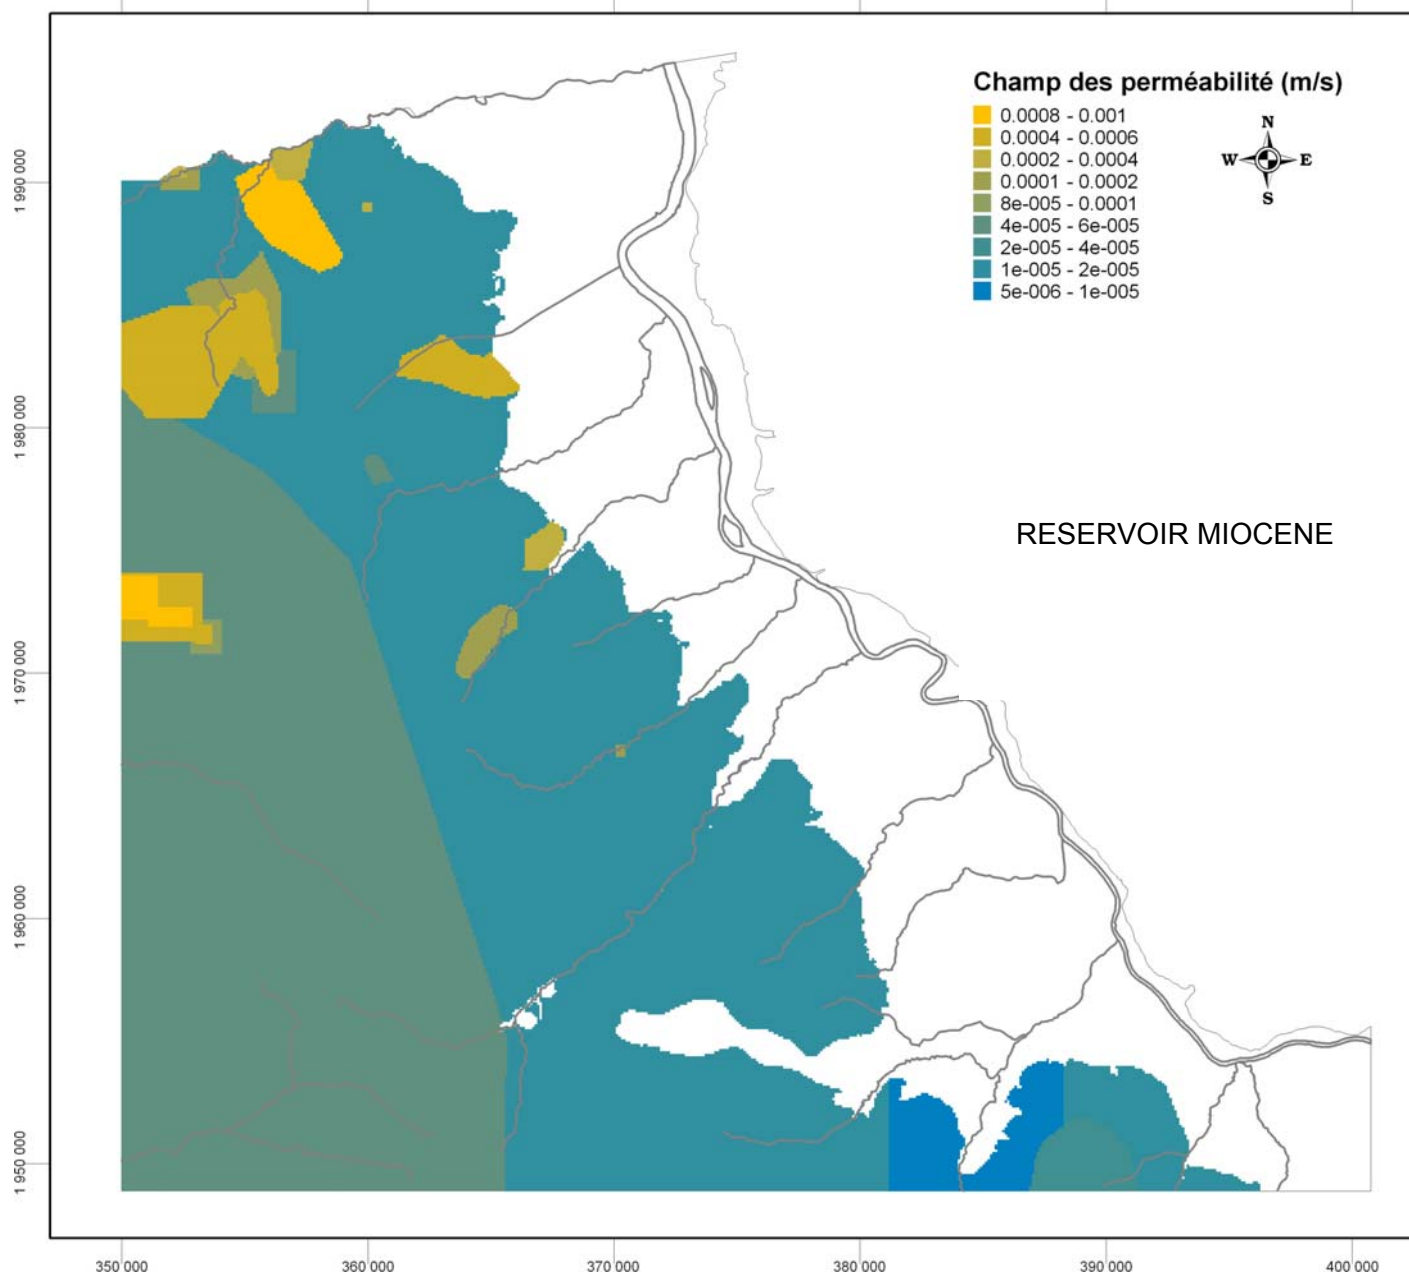 Champ des perméabilité (m/s)
0.0008 - 0.001
0.0004 - 0.0006
0.0002 - 0.0004
0.0001 - 0.0002
8e-005 - 0.0001
4e-005 - 6e-005
2e-005 - 4e-005
1e-005 - 2e-005
5e-006 - 1e-005
N
W E
S
RESERVOIR MIOCENE
1 990 000
1 980 000
1 970 000
1 960 000
1 950 000
350 000 360 000 370 000 380 000 390 000 400 000